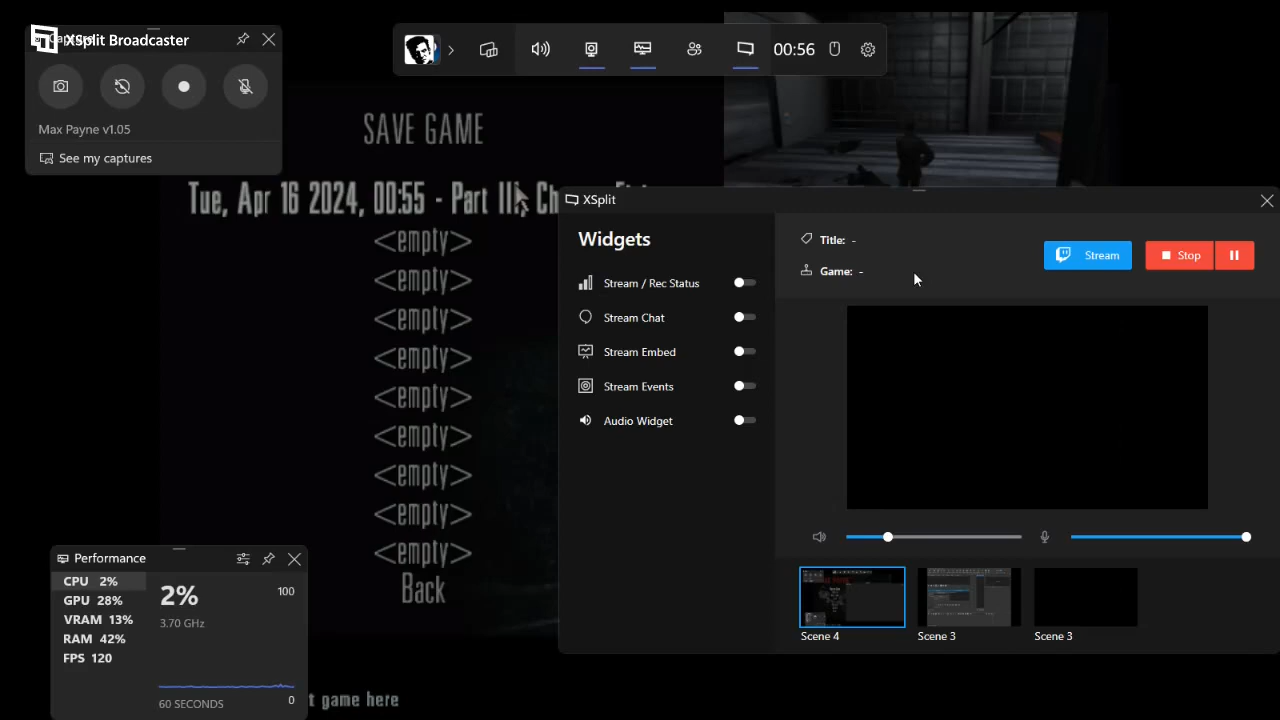 XSplit Broadcaster
Max Payne v1.05
See my captures
00:56
SAVE GAME
Tue, Apr 16 2024, 00:55 - Part III,
<empty>
<empty>
<empty>
<empty>
<empty>
<empty>
<empty>
<empty>
<empty>
Back
t game here
XSplit
Widgets
Stream / Rec Status
Stream Chat
Stream Embed
Stream Events
Audio Widget
Title: -
Game: -
Stream
Stop
Scene 4
Scene 3
Scene 3
Performance
CPU 2%
GPU 28%
VRAM 13%
RAM 42%
FPS 120
2%
3.70 GHz
100
60 SECONDS
0